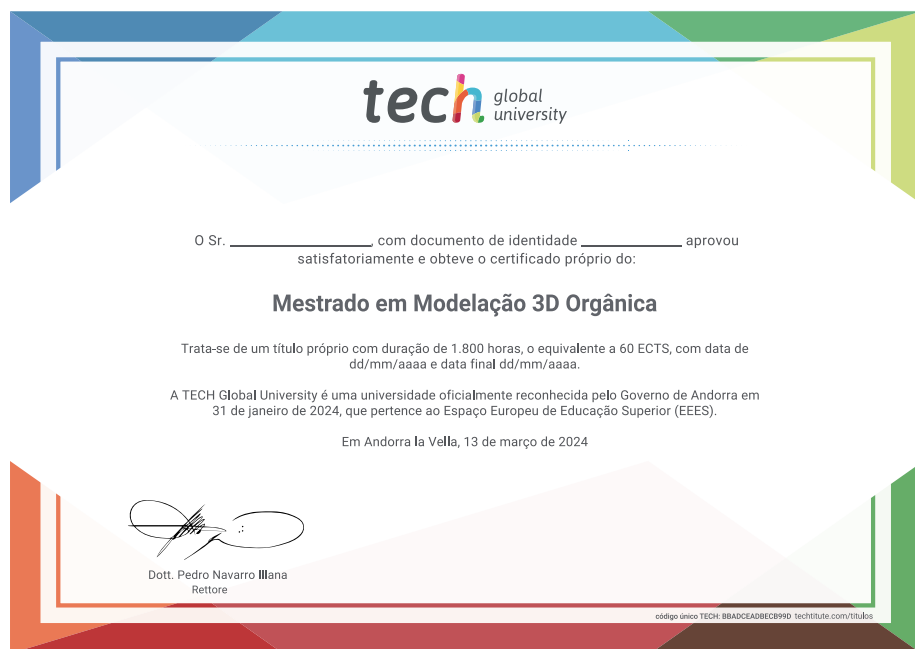 tech global
university
O Sr. ____________________, com documento de identidade ______________ aprovou
satisfatoriamente e obteve o certificado próprio do:
Mestrado em Modelação 3D Orgânica
Trata-se de um título próprio com duração de 1.800 horas, o equivalente a 60 ECTS, com data de
dd/mm/aaaa e data final dd/mm/aaaa.
A TECH Global University é uma universidade oficialmente reconhecida pelo Governo de Andorra em
31 de janeiro de 2024, que pertence ao Espaço Europeu de Educação Superior (EEES).
Em Andorra la Vella, 13 de março de 2024
Dott. Pedro Navarro Illana
Rettore
código único TECH: BBADCEADBECB99D techtitute.com/titulos